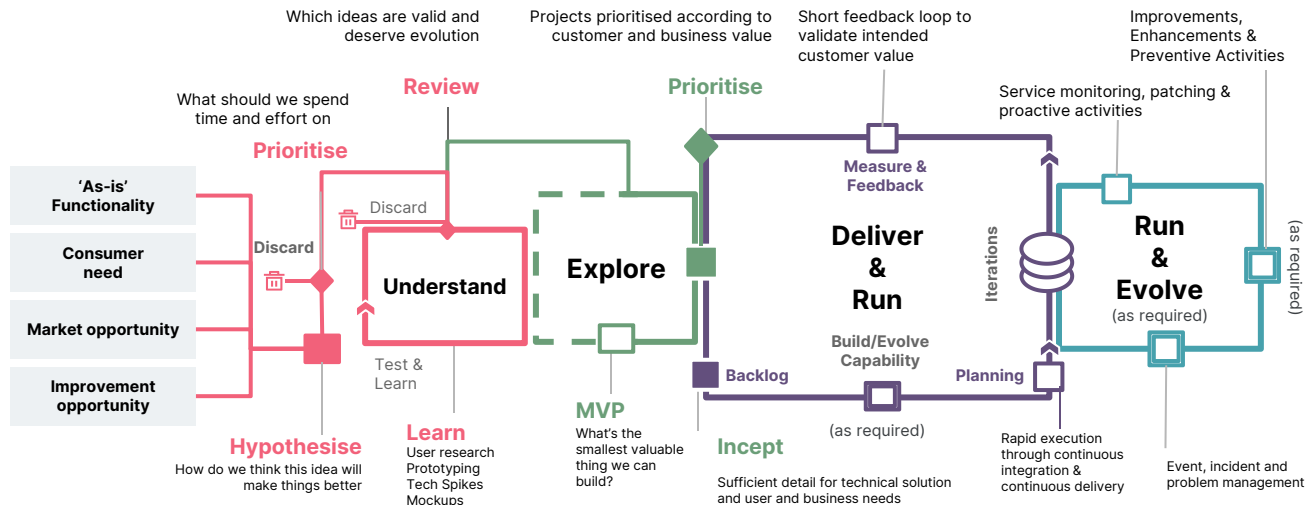 Which ideas are valid and
deserve evolution
Projects prioritised according to
customer and business value
Short feedback loop to
validate intended
customer value
Improvements,
Enhancements &
Preventive Activities
What should we spend
time and effort on
Prioritise
Review
Prioritise
Service monitoring, patching &
proactive activities
‘As-is’
Functionality
Consumer
need
Market opportunity
Improvement
opportunity
Discard
Discard
Understand
Test &
Learn
Explore
Measure &
Feedback
Deliver
&
Run
Build/Evolve
Capability
Iterations
Backlog
Planning
(as required)
Run
&
Evolve
(as required)
(as required)
Hypothesise
How do we think this idea will
make things better
Learn
User research
Prototyping
Tech Spikes
Mockups
MVP
What’s the
smallest valuable
thing we can
build?
Incept
Sufficient detail for technical solution
and user and business needs
Rapid execution
through continuous
integration &
continuous delivery
Event, incident and
problem management